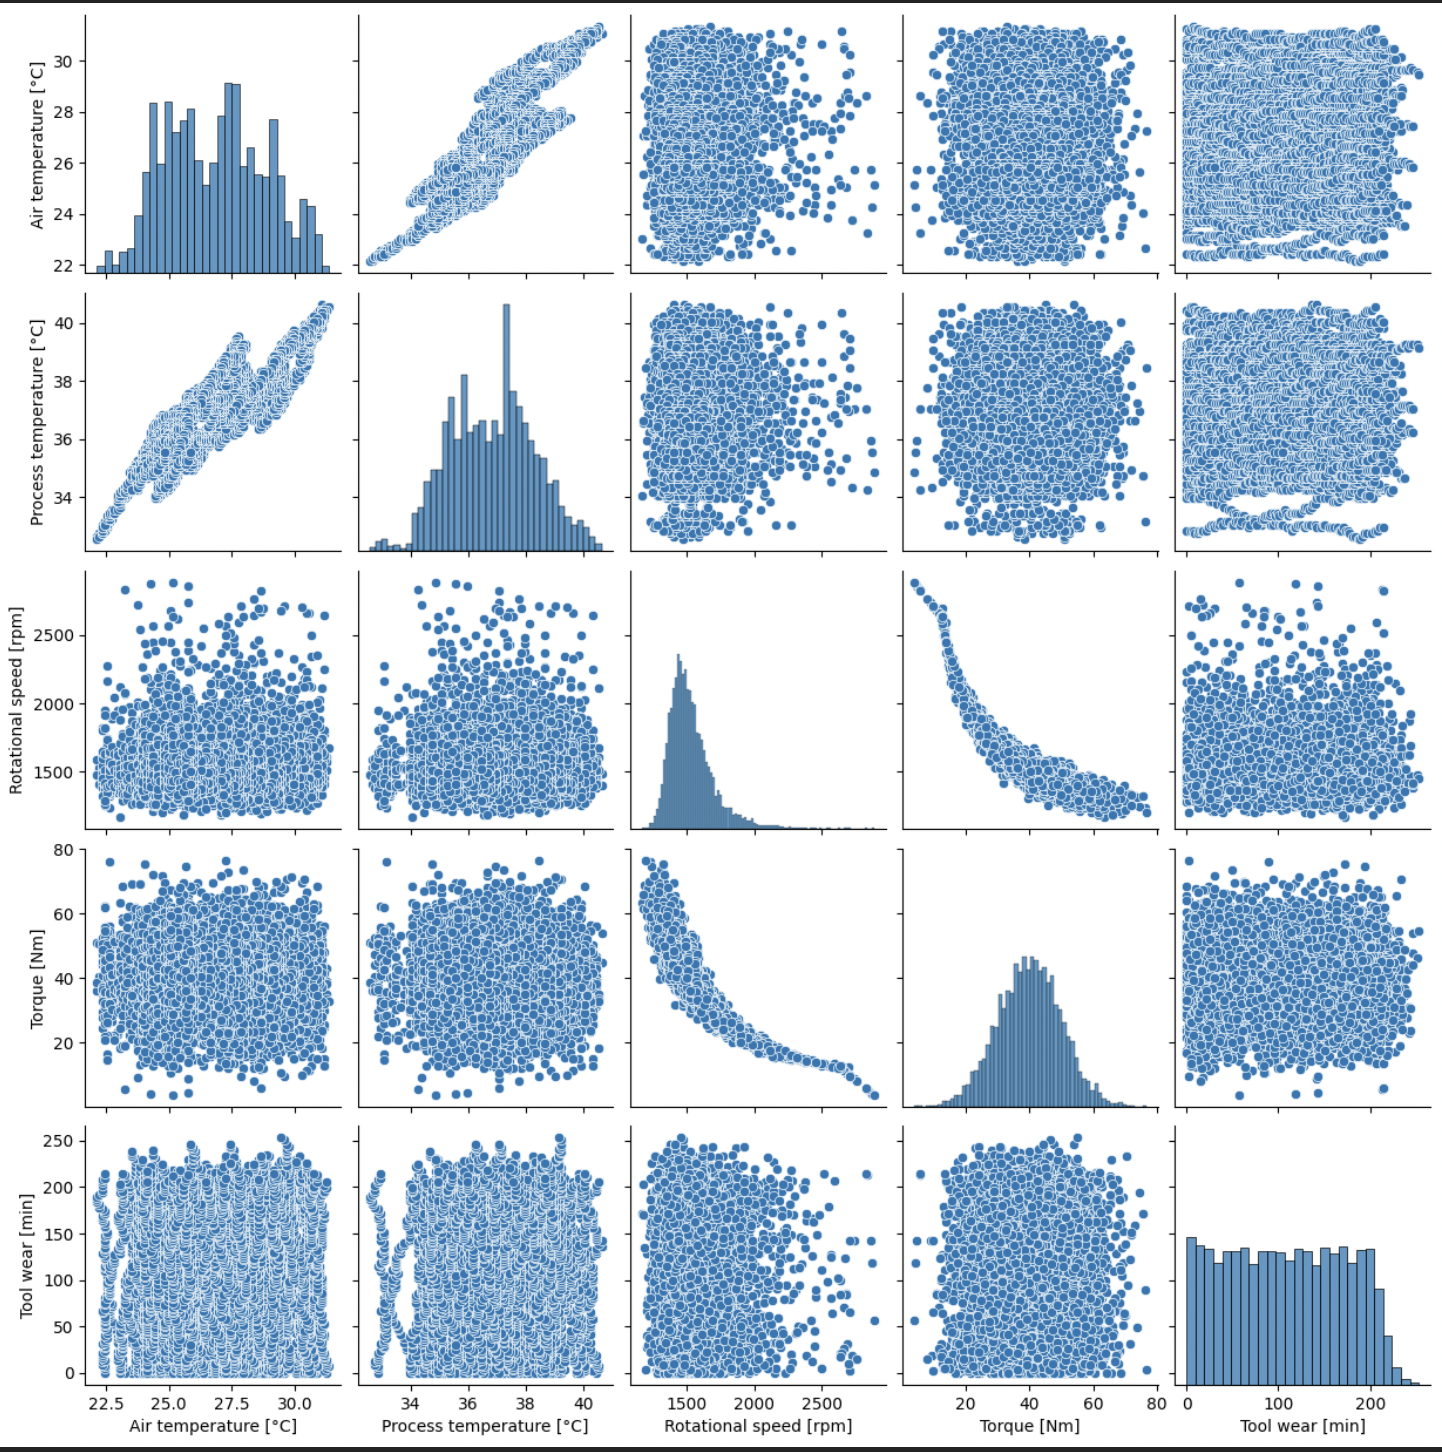 Air temperature [°C]
30
28
26
24
22
Process temperature [°C]
40
38
36
34
Rotational speed [rpm]
2500
2000
1500
Torque [Nm]
80
60
40
20
Tool wear [min]
250
200
150
100
50
0
22.5 25.0 27.5 30.0
Air temperature [°C]
34 36 38 40
Process temperature [°C]
1500 2000 2500
Rotational speed [rpm]
20 40 60 80
Torque [Nm]
0 100 200
Tool wear [min]